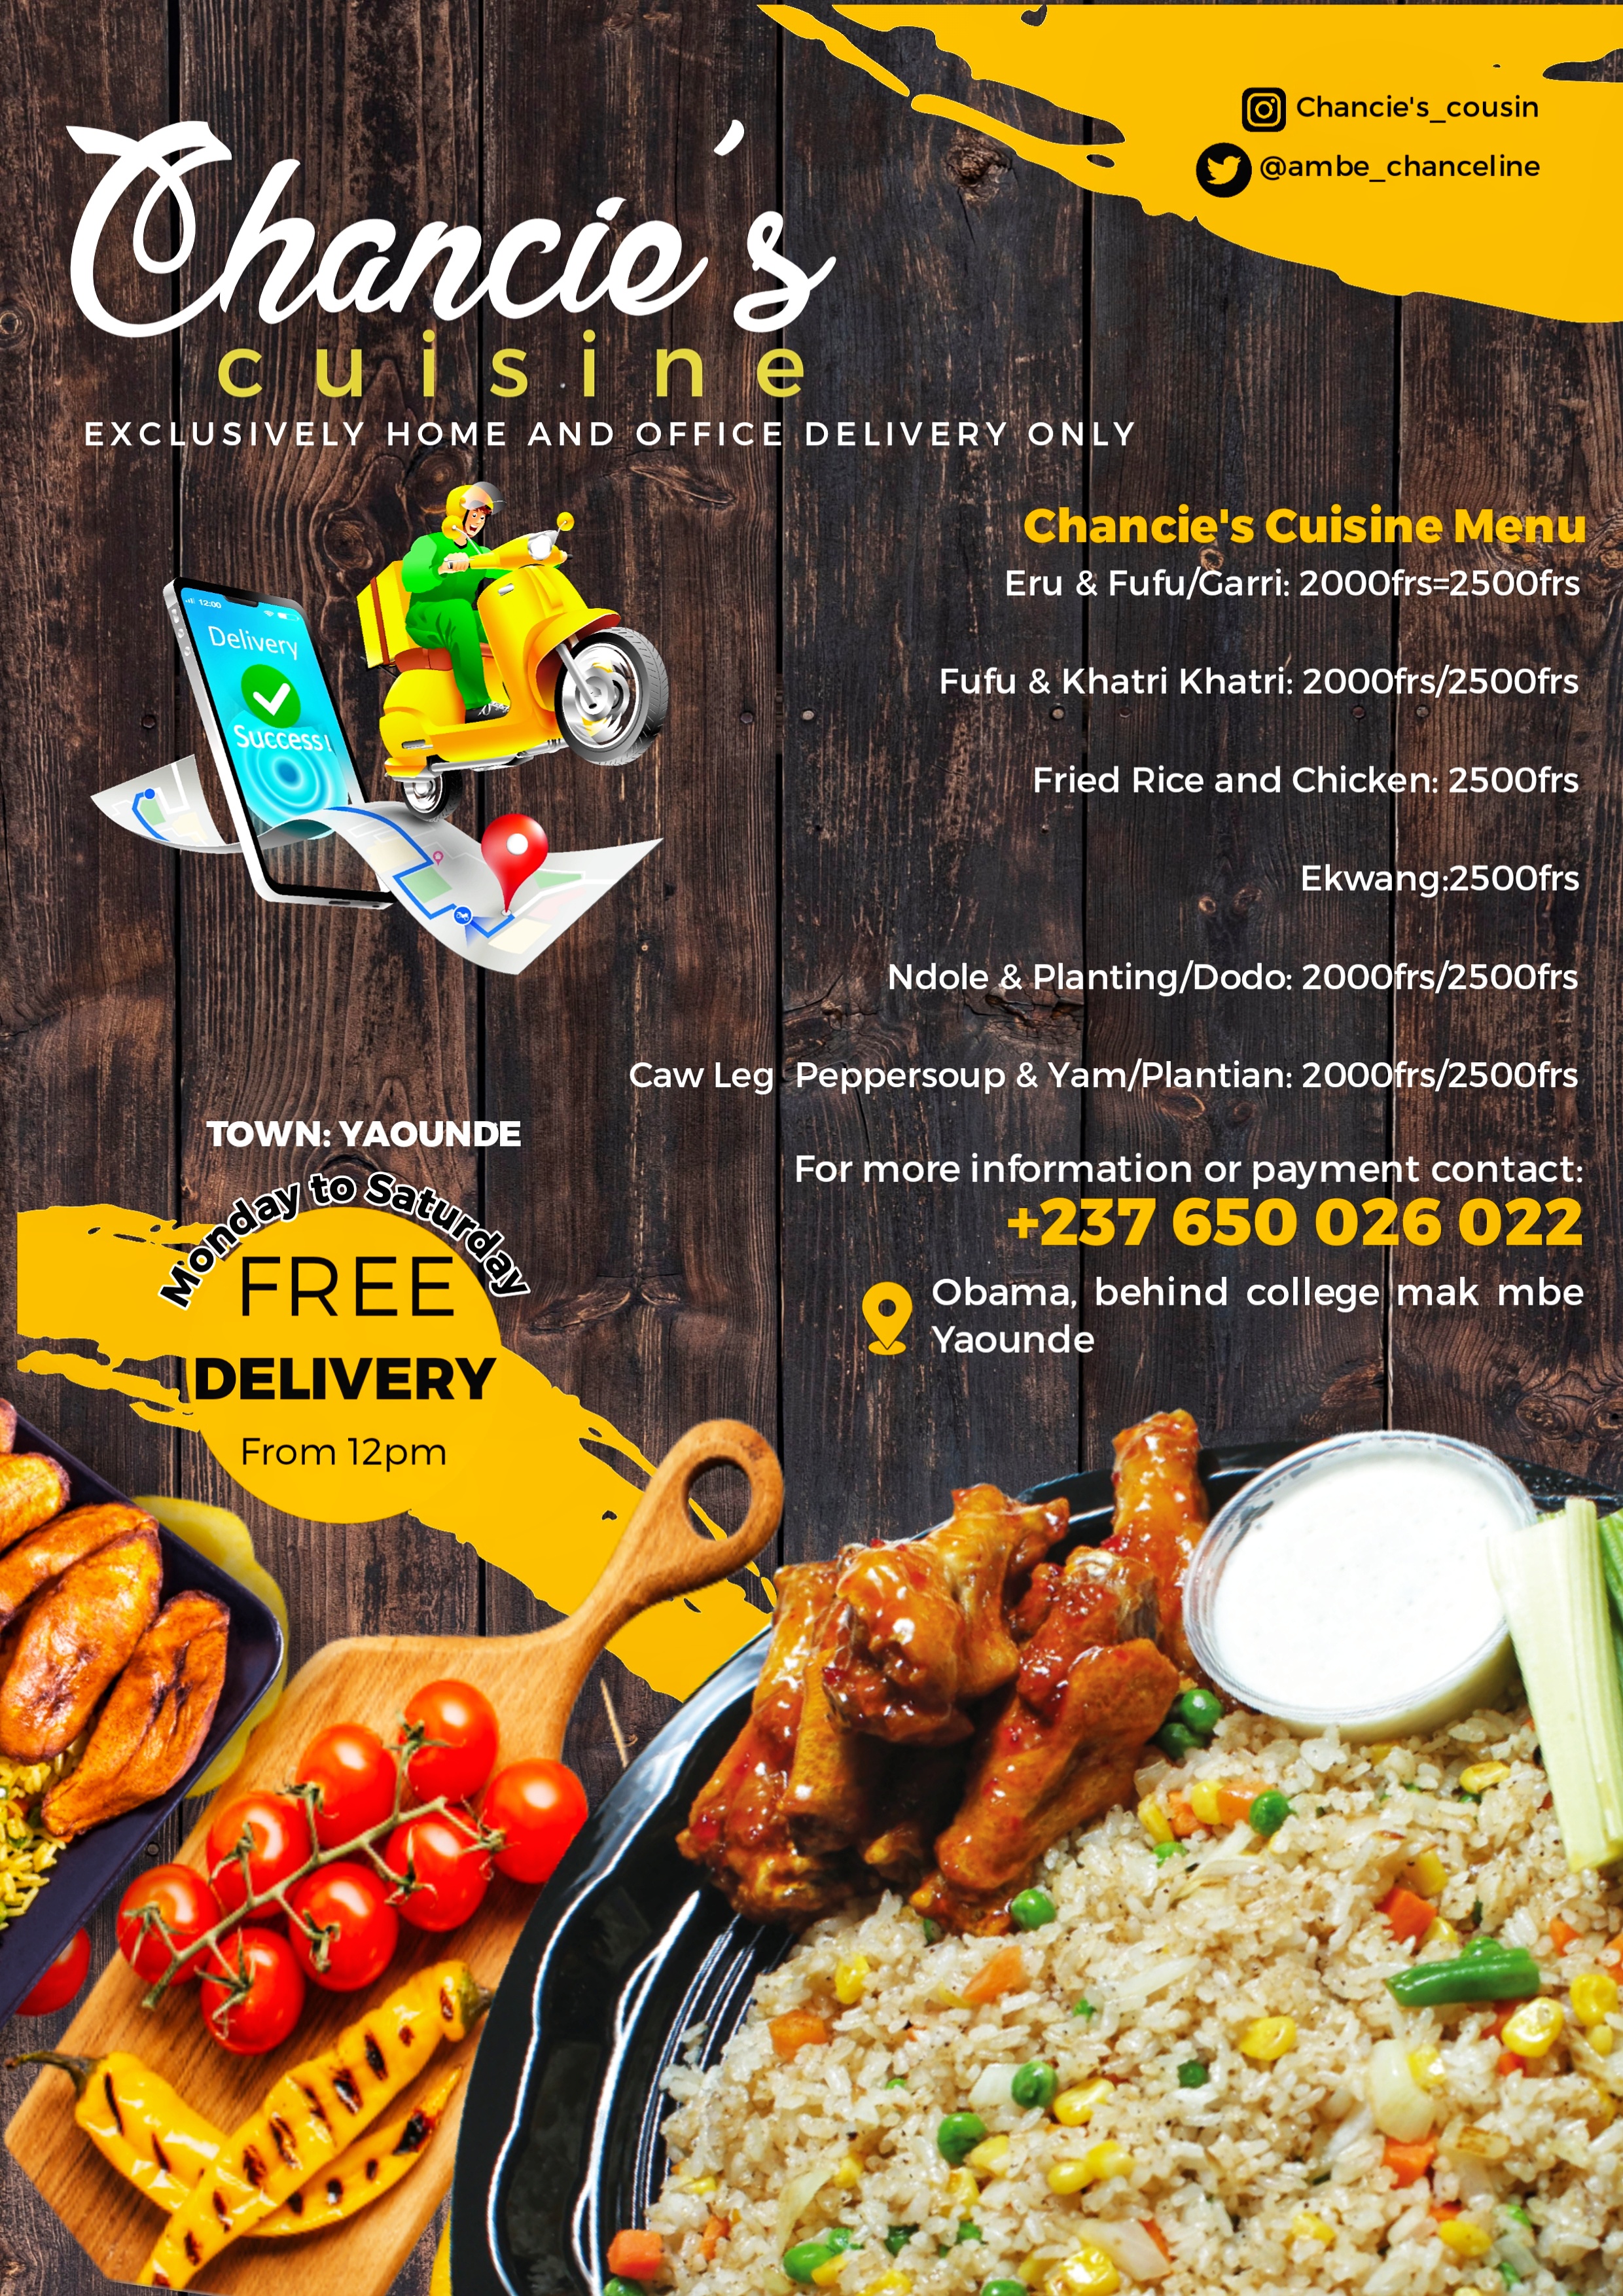 Chancie's_cousin
@ambe_chanceline
Chancie's
cuisine
EXCLUSIVELY HOME AND OFFICE DELIVERY ONLY
12:00
Delivery
Success!
Chancie's Cuisine Menu
Eru & Fufu/Garri: 2000frs=2500frs
Fufu & Khatri Khatri: 2000frs/2500frs
Fried Rice and Chicken: 2500frs
Ekwang:2500frs
Ndole & Planting/Dodo: 2000frs/2500frs
Caw Leg Peppersoup & Yam/Plantian: 2000frs/2500frs
TOWN: YAOUNDE
Monday to Saturday
FREE
DELIVERY
From 12pm
For more information or payment contact:
+237 650 026 022
Obama, behind college mak mbe
Yaounde